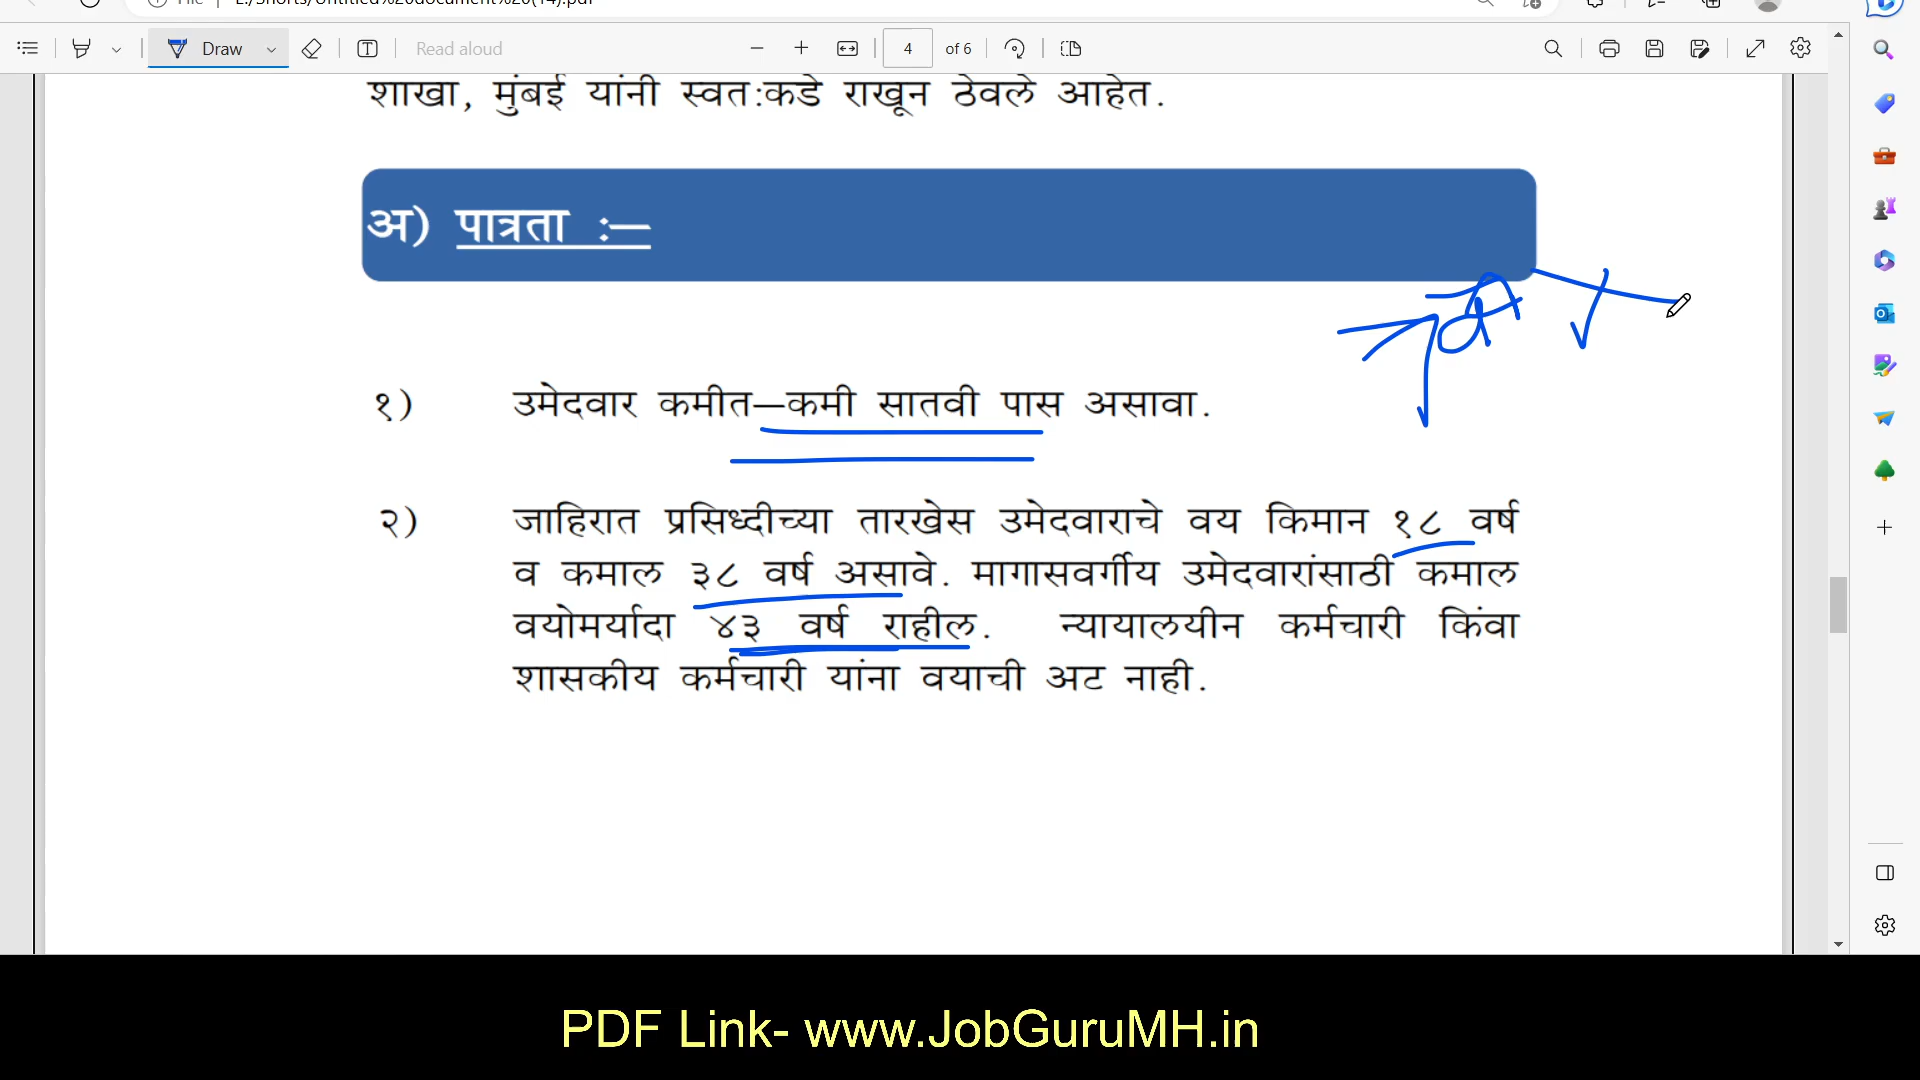 Draw
Read aloud
4 of 6
शाखा, मुंबई यांनी स्वत:कडे राखून ठेवले आहेत.
अ) पात्रता :—
१) उमेदवार कमीत—कमी सातवी पास असावा.
२) जाहिरात प्रसिध्दीच्या तारखेस उमेदवाराचे वय किमान १८ वर्ष
व कमाल ३८ वर्ष असावे. मागासवर्गीय उमेदवारांसाठी कमाल
वयोमर्यादा ४३ वर्ष राहील. न्यायालयीन कर्मचारी किंवा
शासकीय कर्मचारी यांना वयाची अट नाही.
PDF Link- www.JobGuruMH.in